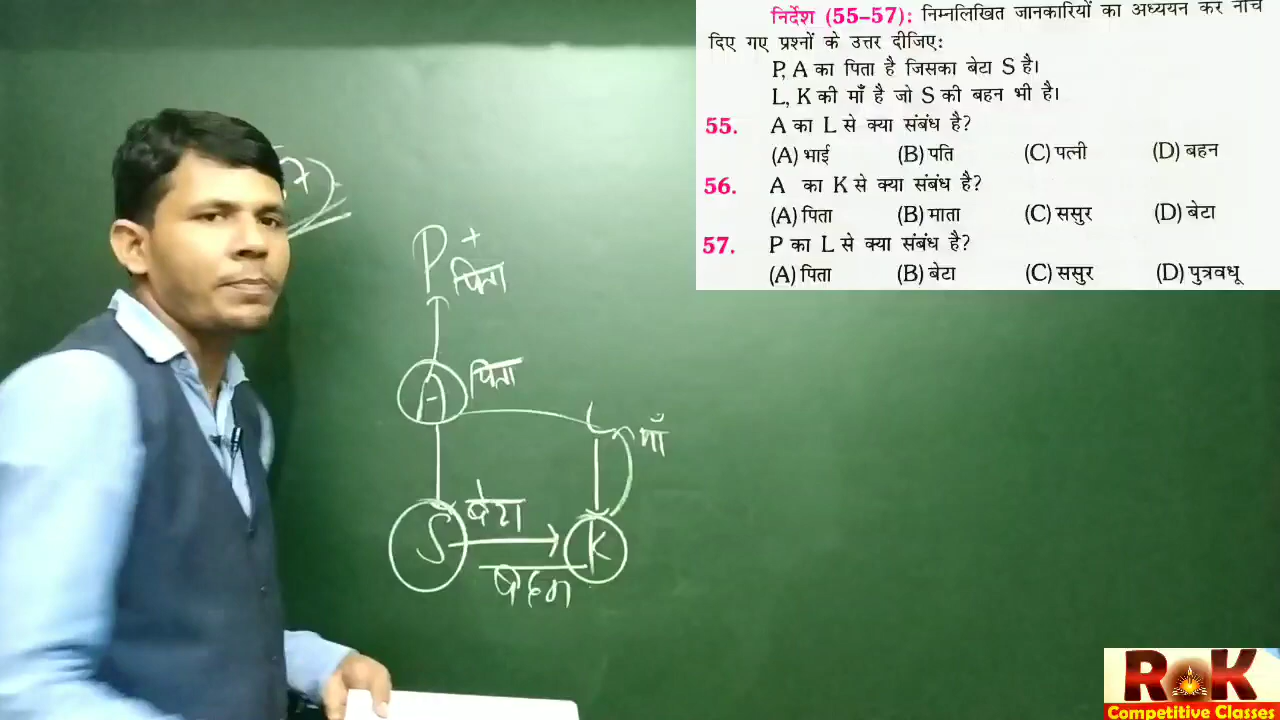 निर्देश (55–57): निम्नलिखित जानकारियों का अध्ययन कर नीचे
दिए गए प्रश्नों के उत्तर दीजिए:
P, A का पिता है जिसका बेटा S है।
L, K की माँ है जो S की बहन भी है।
55. A का L से क्या संबंध है?
(A) भाई (B) पति (C) पत्नी (D) बहन
56. A का K से क्या संबंध है?
(A) पिता (B) माता (C) ससुर (D) बेटा
57. P का L से क्या संबंध है?
(A) पिता (B) बेटा (C) ससुर (D) पुत्रवधू
7)
P +
पिता
A पिता
L माँ
S बेटा K
बहन
RK
Competitive Classes